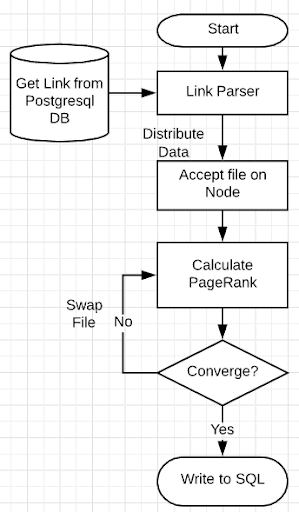 Start
Get Link from
Postgresql
DB
Link Parser
Distribute
Data
Accept file on
Node
Calculate
PageRank
Swap
File
No
Converge?
Yes
Write to SQL